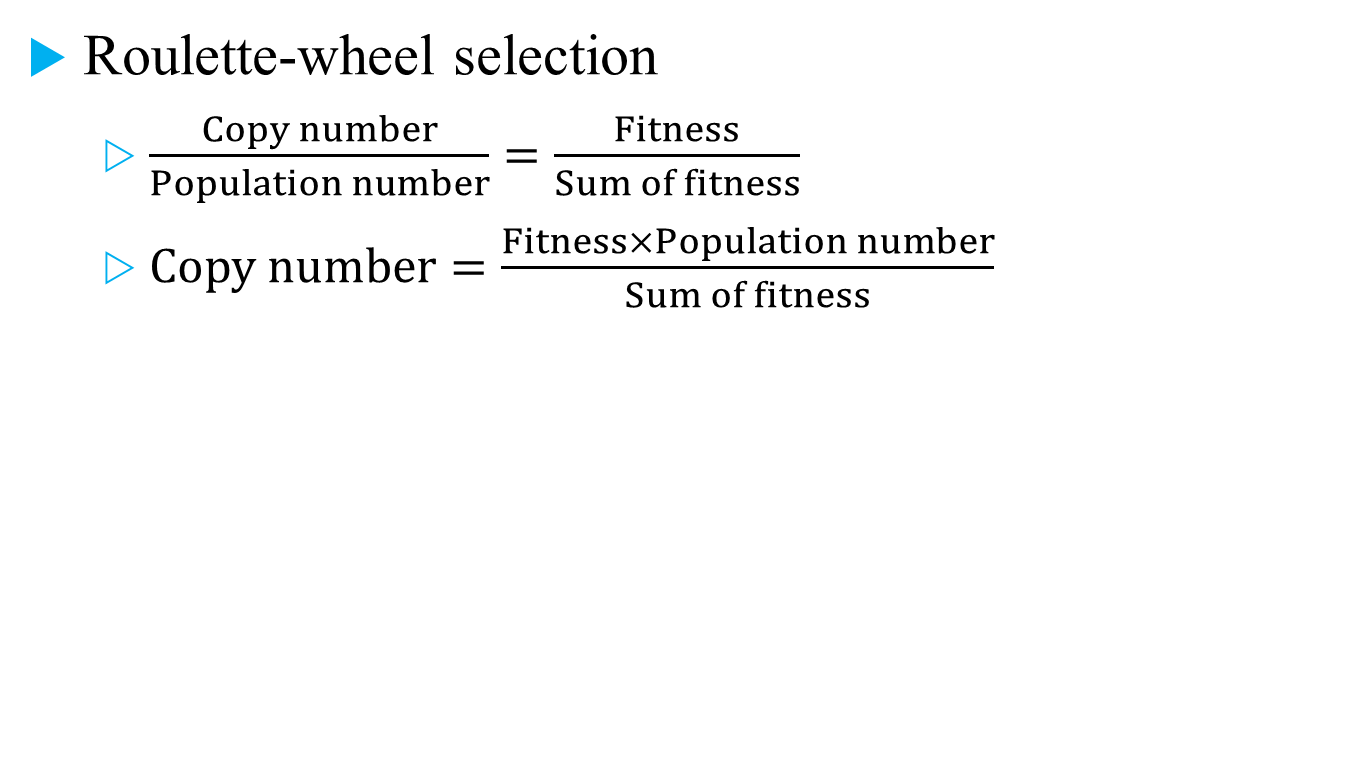 Roulette-wheel selection
Copy number / Population number = Fitness / Sum of fitness
Copy number = Fitness×Population number / Sum of fitness